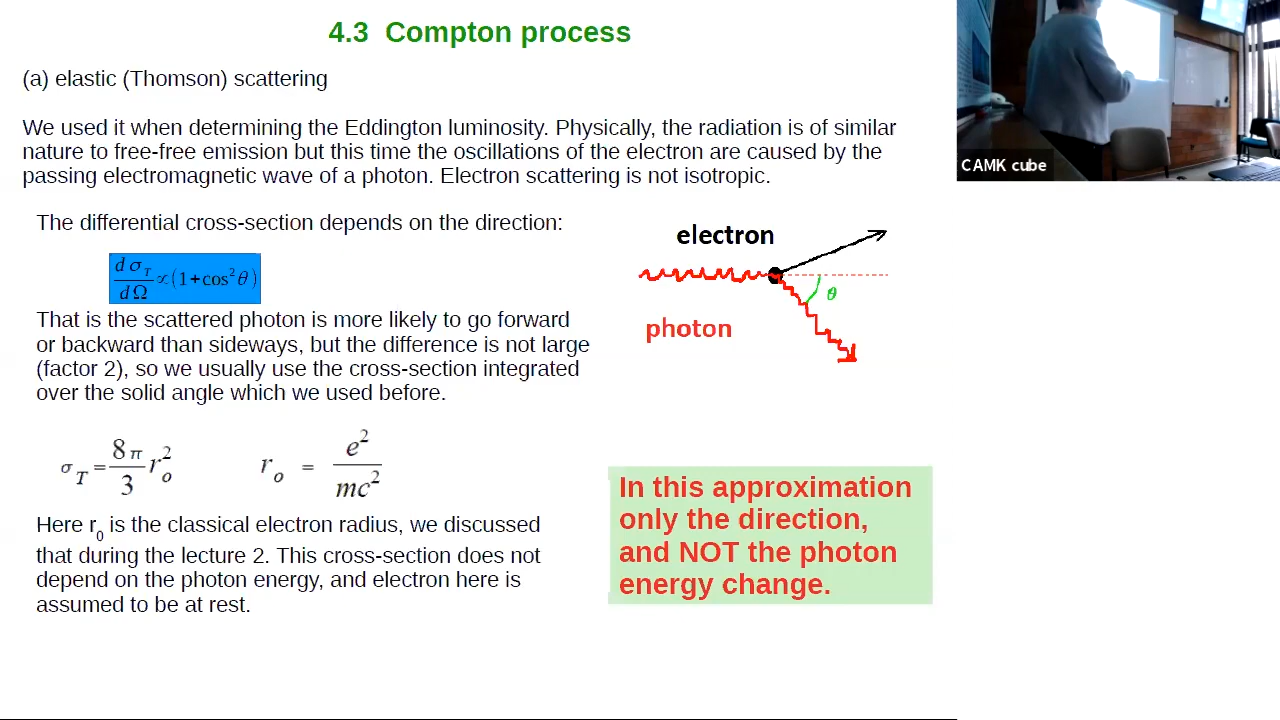 4.3 Compton process
(a) elastic (Thomson) scattering
We used it when determining the Eddington luminosity. Physically, the radiation is of similar
nature to free-free emission but this time the oscillations of the electron are caused by the
passing electromagnetic wave of a photon. Electron scattering is not isotropic.
The differential cross-section depends on the direction:
dσ_T/dΩ ∝ (1+cos²θ)
That is the scattered photon is more likely to go forward
or backward than sideways, but the difference is not large
(factor 2), so we usually use the cross-section integrated
over the solid angle which we used before.
σ_T = 8π/3 r_o² r_o = e²/mc²
Here r₀ is the classical electron radius, we discussed
that during the lecture 2. This cross-section does not
depend on the photon energy, and electron here is
assumed to be at rest.
electron
θ
photon
In this approximation
only the direction,
and NOT the photon
energy change.
CAMK cube